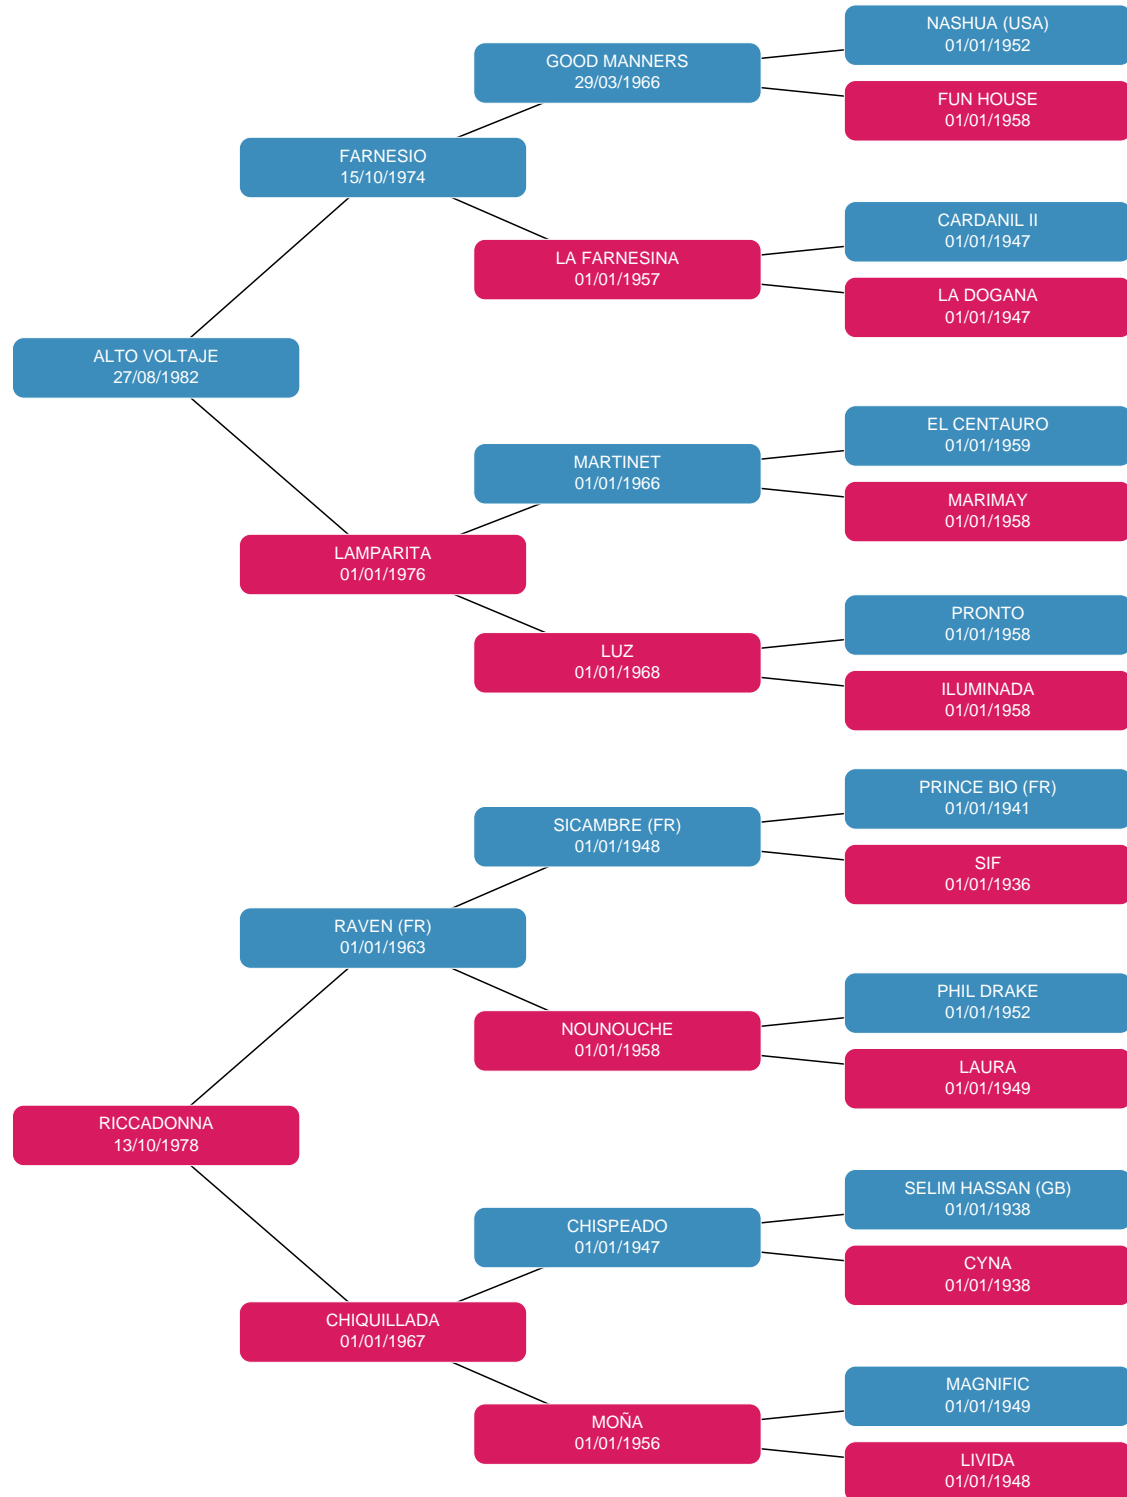 NASHUA (USA)
01/01/1952
GOOD MANNERS
29/03/1966
FUN HOUSE
01/01/1958
FARNESIO
15/10/1974
CARDANIL II
01/01/1947
LA FARNESINA
01/01/1957
LA DOGANA
01/01/1947
ALTO VOLTAJE
27/08/1982
EL CENTAURO
01/01/1959
MARTINET
01/01/1966
MARIMAY
01/01/1958
LAMPARITA
01/01/1976
PRONTO
01/01/1958
LUZ
01/01/1968
ILUMINADA
01/01/1958
PRINCE BIO (FR)
01/01/1941
SICAMBRE (FR)
01/01/1948
SIF
01/01/1936
RAVEN (FR)
01/01/1963
PHIL DRAKE
01/01/1952
NOUNOUCHE
01/01/1958
LAURA
01/01/1949
RICCADONNA
13/10/1978
SELIM HASSAN (GB)
01/01/1938
CHISPEADO
01/01/1947
CYNA
01/01/1938
CHIQUILLADA
01/01/1967
MAGNIFIC
01/01/1949
MOÑA
01/01/1956
LIVIDA
01/01/1948